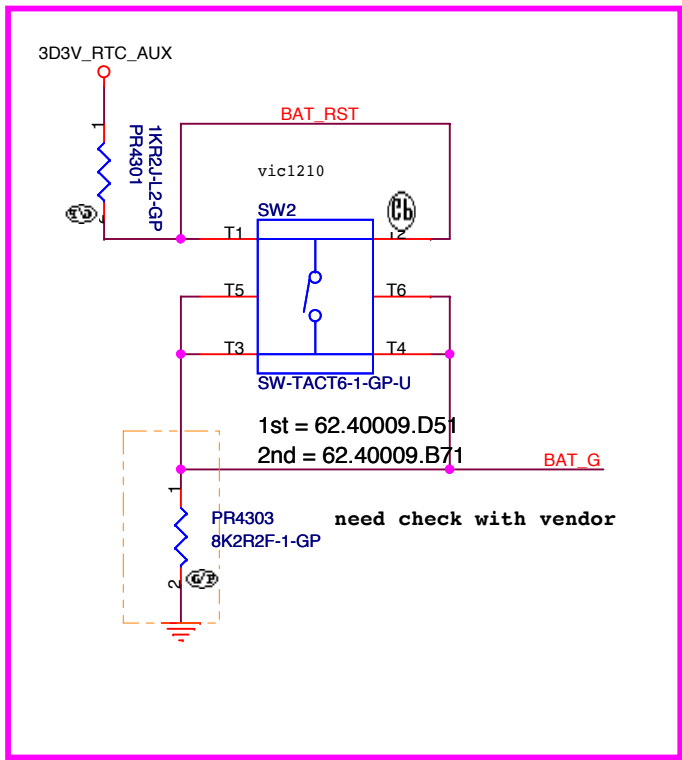 3D3V_RTC_AUX
BAT_RST
1
1KR2J-L2-GP
PR4301
vic1210
SW2
T1
T5
T6
T3
T4
SW-TACT6-1-GP-U
1st = 62.40009.D51
2nd = 62.40009.B71
BAT_G
1
PR4303
need check with vendor
8K2R2F-1-GP
2
G/P